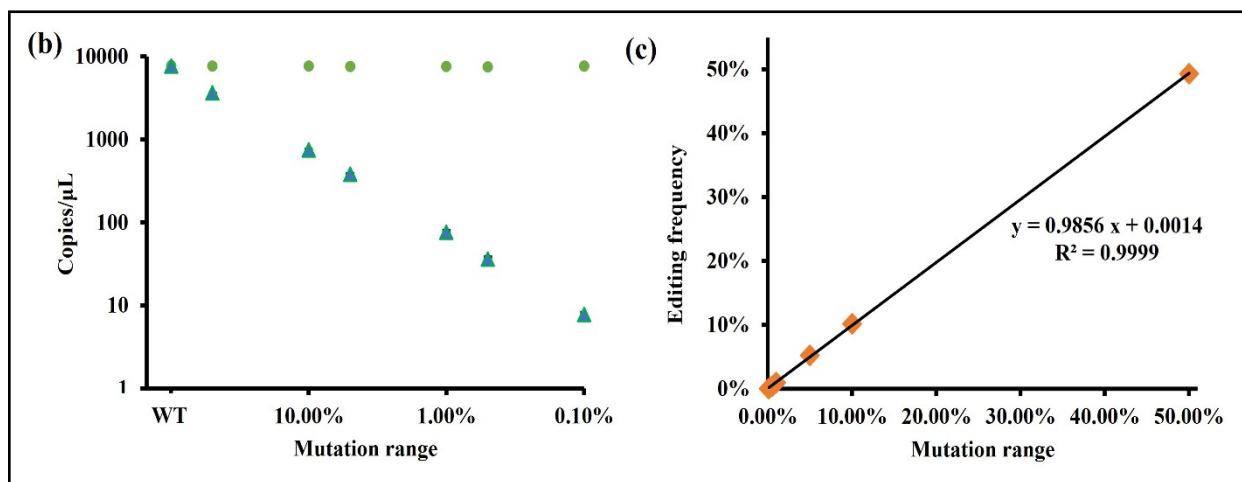 (b)
10000
1000
100
10
1
Copies/µL
WT
10.00%
1.00%
0.10%
Mutation range
(c)
50%
40%
30%
20%
10%
0%
Editing frequency
y = 0.9856 x + 0.0014
R² = 0.9999
0.00%
10.00%
20.00%
30.00%
40.00%
50.00%
Mutation range